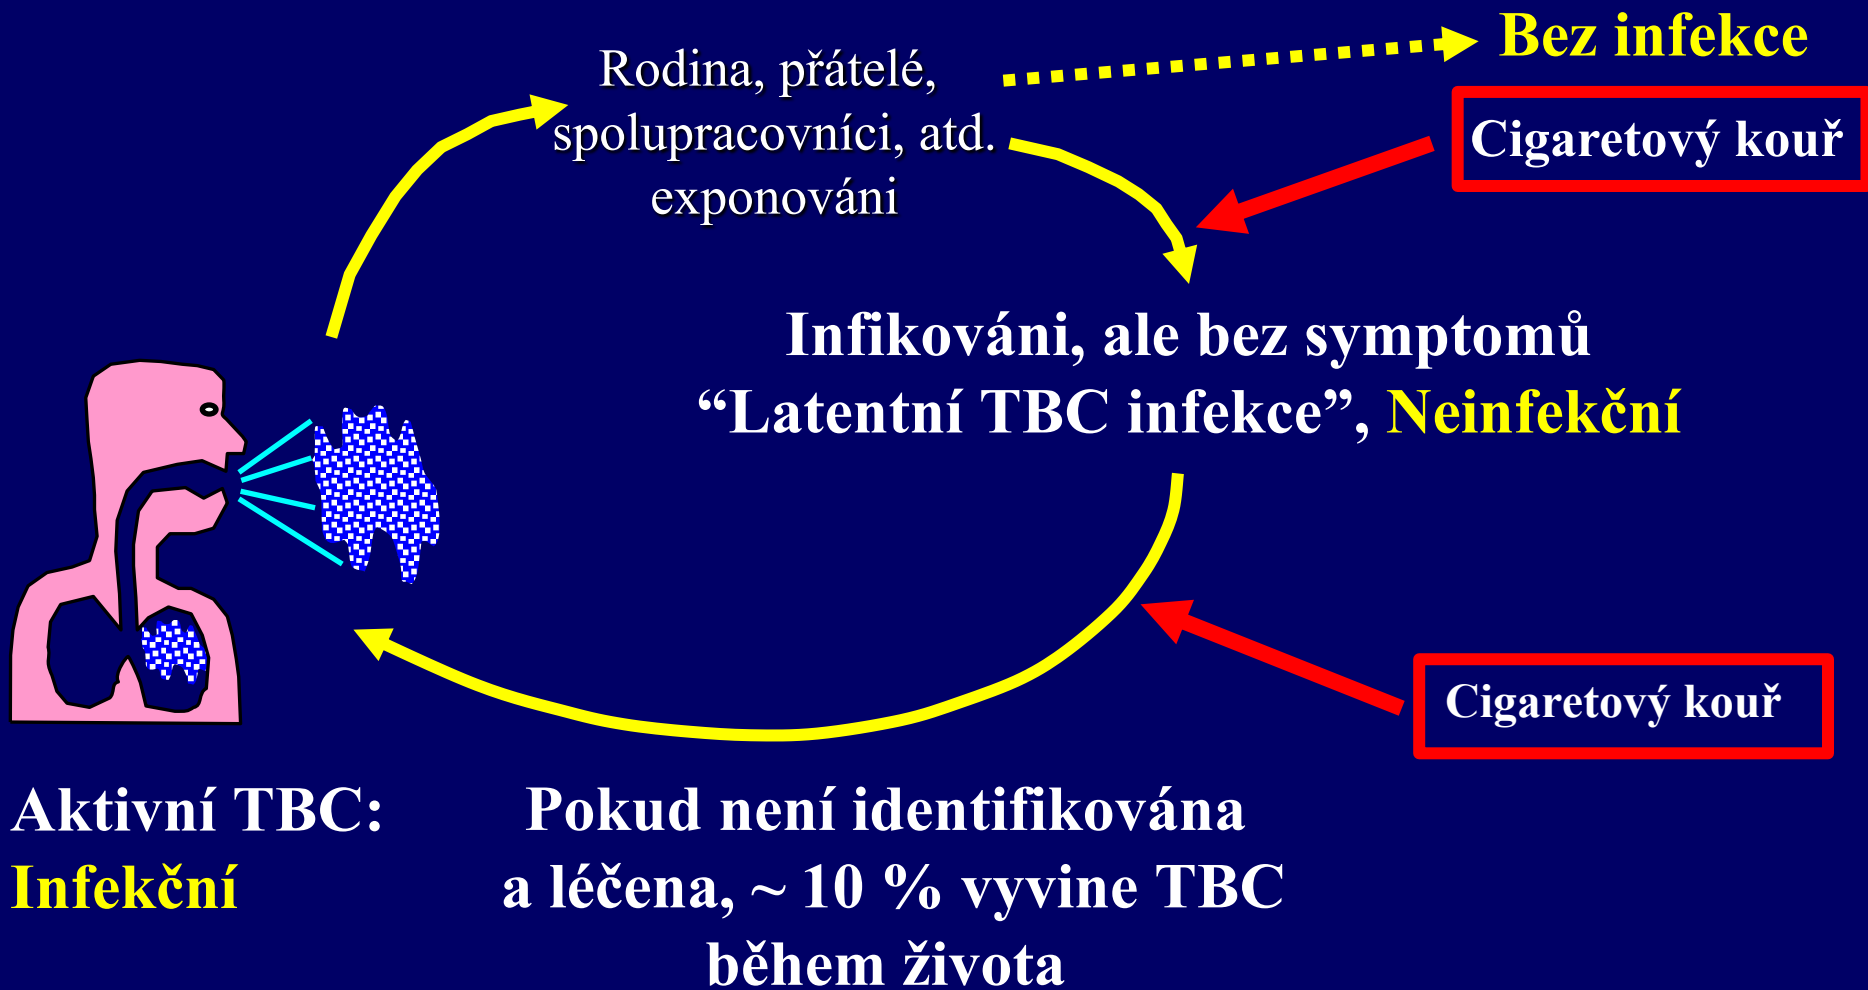 Bez infekce
Rodina, přátelé,
spolupracovníci, atd.
exponováni
Cigaretový kouř
Infikováni, ale bez symptomů
“Latentní TBC infekce”, Neinfekční
Cigaretový kouř
Aktivní TBC:
Infekční
Pokud není identifikována
a léčena, ~ 10 % vyvine TBC
během života